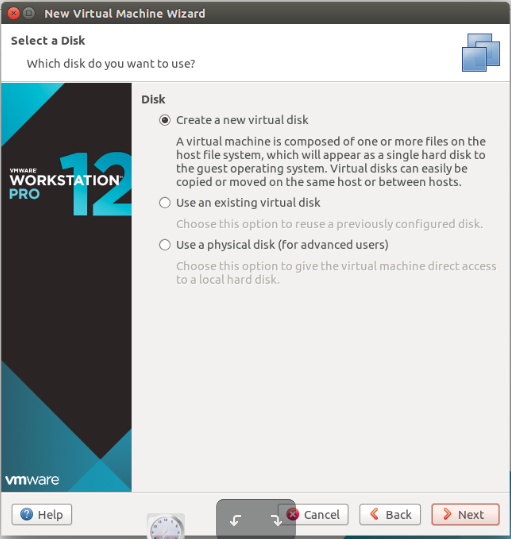 New Virtual Machine Wizard
Select a Disk
Which disk do you want to use?
Disk
Create a new virtual disk
A virtual machine is composed of one or more files on the
host file system, which will appear as a single hard disk to
the guest operating system. Virtual disks can easily be
copied or moved on the same host or between hosts.
Use an existing virtual disk
Choose this option to reuse a previously configured disk.
Use a physical disk (for advanced users)
Choose this option to give the virtual machine direct access
to a local hard disk.
VMWARE
WORKSTATION™
PRO
12
vmware
Help
Cancel
Back
Next